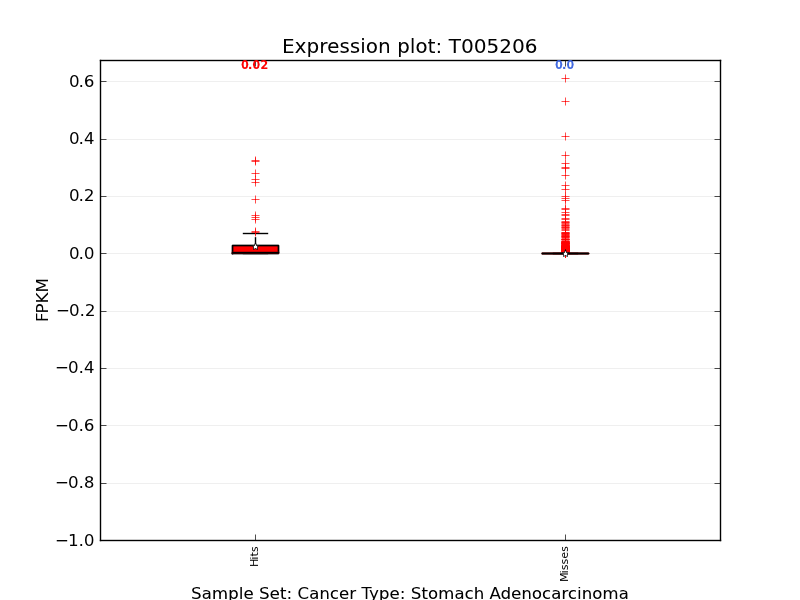 Expression plot: T005206
0.02
0.0
0.6
0.4
0.2
0.0
−0.2
−0.4
−0.6
−0.8
−1.0
FPKM
Hits
Misses
Sample Set: Cancer Type: Stomach Adenocarcinoma